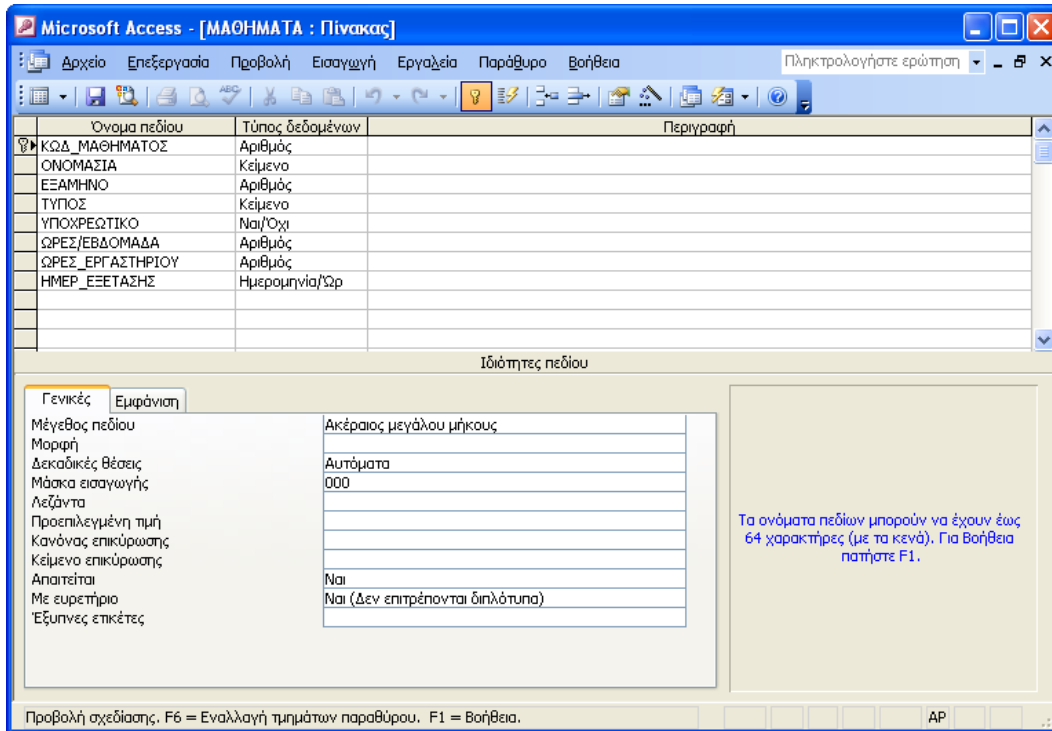 Microsoft Access - [ΜΑΘΗΜΑΤΑ : Πίνακας]
Αρχείο Επεξεργασία Προβολή Εισαγωγή Εργαλεία Παράθυρο Βοήθεια Πληκτρολογήστε ερώτηση
Όνομα πεδίου Τύπος δεδομένων Περιγραφή
ΚΩΔ_ΜΑΘΗΜΑΤΟΣ Αριθμός
ΟΝΟΜΑΣΙΑ Κείμενο
ΕΞΑΜΗΝΟ Αριθμός
ΤΥΠΟΣ Κείμενο
ΥΠΟΧΡΕΩΤΙΚΟ Ναι/Όχι
ΩΡΕΣ/ΕΒΔΟΜΑΔΑ Αριθμός
ΩΡΕΣ_ΕΡΓΑΣΤΗΡΙΟΥ Αριθμός
ΗΜΕΡ_ΕΞΕΤΑΣΗΣ Ημερομηνία/Ώρ
Ιδιότητες πεδίου
Γενικές Εμφάνιση
Μέγεθος πεδίου Ακέραιος μεγάλου μήκους
Μορφή
Δεκαδικές θέσεις Αυτόματα
Μάσκα εισαγωγής 000
Λεζάντα
Προεπιλεγμένη τιμή
Κανόνας επικύρωσης
Κείμενο επικύρωσης
Απαιτείται Ναι
Με ευρετήριο Ναι (Δεν επιτρέπονται διπλότυπα)
Έξυπνες ετικέτες
Τα ονόματα πεδίων μπορούν να έχουν έως
64 χαρακτήρες (με τα κενά). Για Βοήθεια
πατήστε F1.
Προβολή σχεδίασης. F6 = Εναλλαγή τμημάτων παραθύρου. F1 = Βοήθεια. ΑΡ